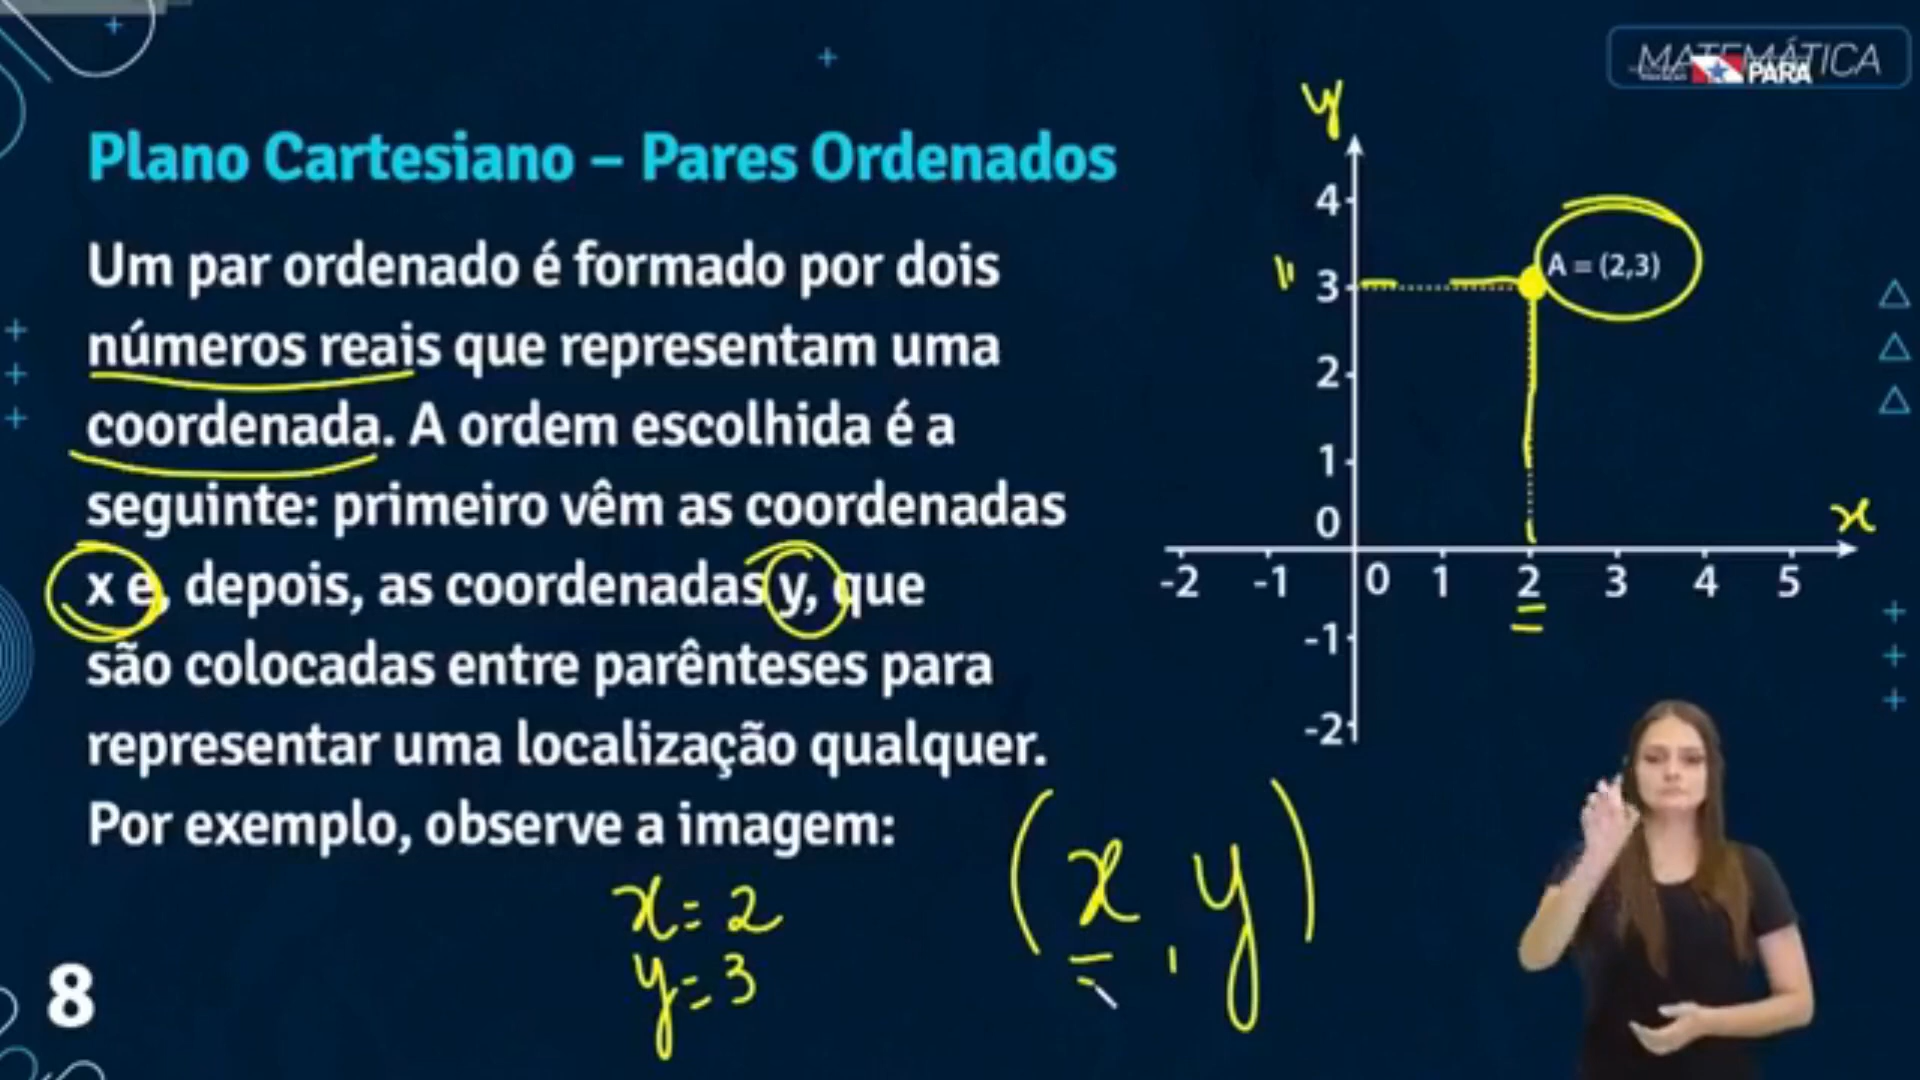 MATEMÁTICA
PARÁ
Plano Cartesiano – Pares Ordenados
Um par ordenado é formado por dois
números reais que representam uma
coordenada. A ordem escolhida é a
seguinte: primeiro vêm as coordenadas
x e, depois, as coordenadas y, que
são colocadas entre parênteses para
representar uma localização qualquer.
Por exemplo, observe a imagem:
x = 2
y = 3
(x, y)
8
y
4
A = (2,3)
3
2
1
0
x
-2 -1 0 1 2 3 4 5
-1
-2